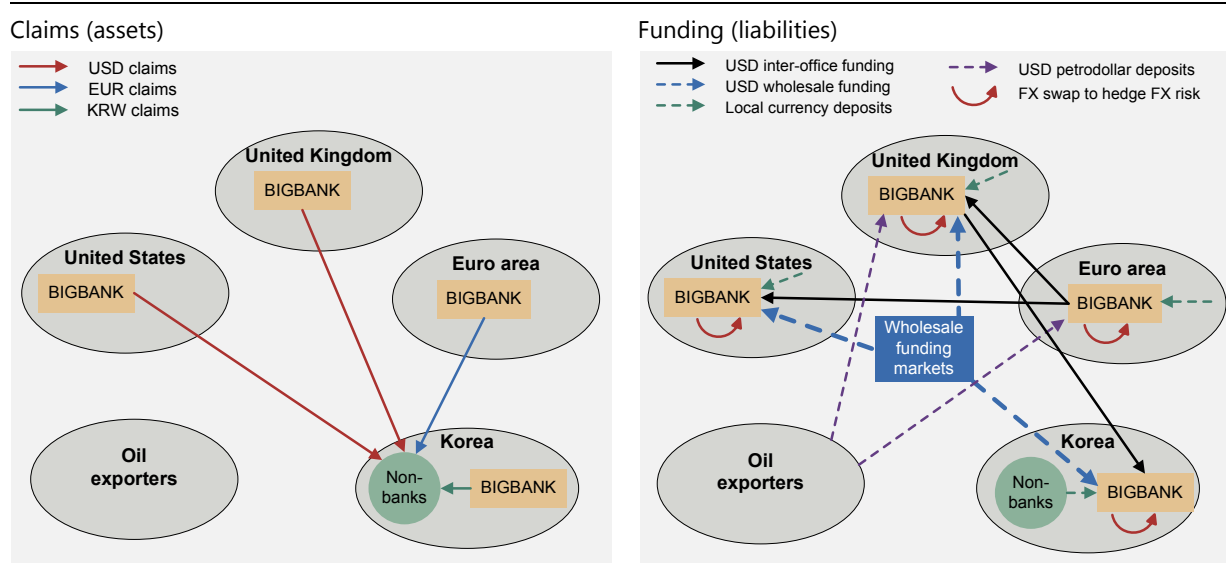 Claims (assets)
USD claims
EUR claims
KRW claims
United Kingdom
BIGBANK
United States
BIGBANK
Euro area
BIGBANK
Oil
exporters
Korea
Non-
banks
BIGBANK
Funding (liabilities)
USD inter-office funding
USD wholesale funding
Local currency deposits
USD petrodollar deposits
FX swap to hedge FX risk
United Kingdom
BIGBANK
United States
BIGBANK
Euro area
BIGBANK
Wholesale
funding
markets
Oil
exporters
Korea
Non-
banks
BIGBANK